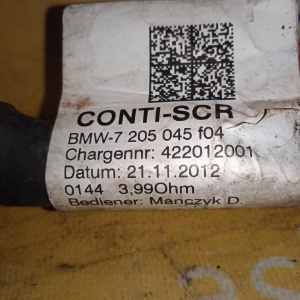 CONTI-SCR
BMW-7 205 045 f04
Chargennr: 422012001
Datum: 21.11.2012
0144 3,99Ohm
Bediener: Manczyk D.